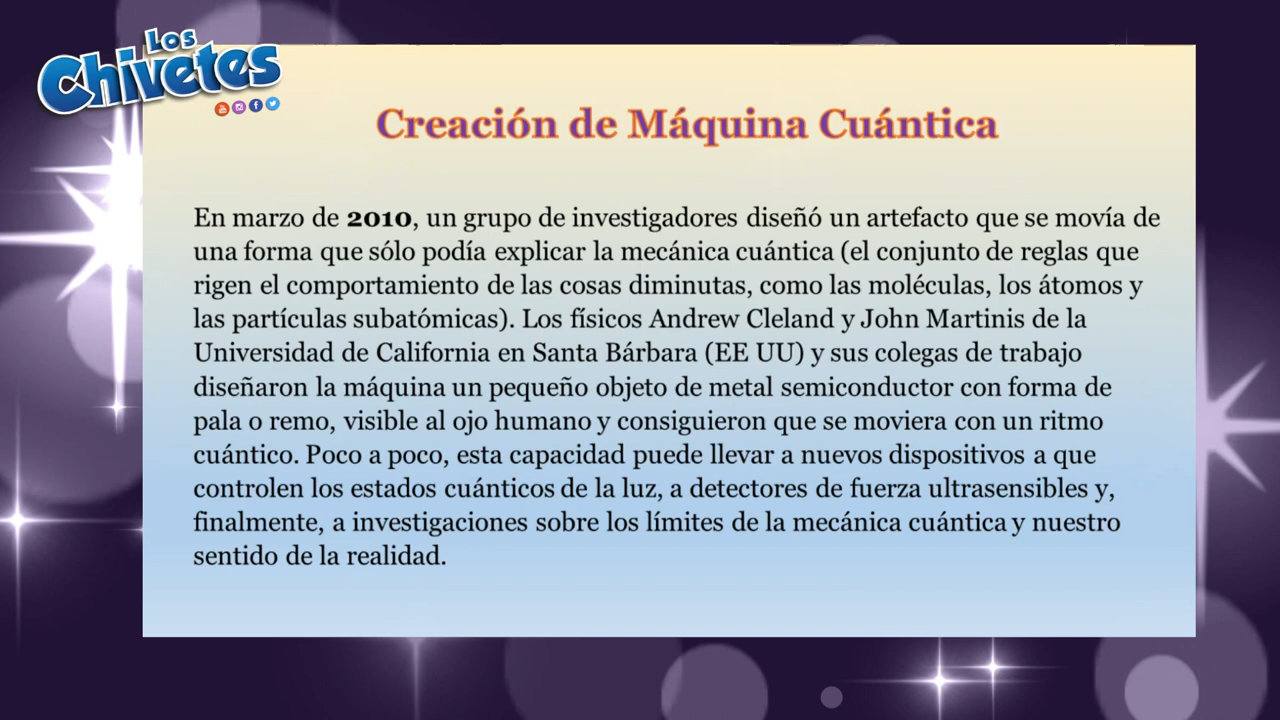 Los
Chivetes
Creación de Máquina Cuántica
En marzo de 2010, un grupo de investigadores diseñó un artefacto que se movía de
una forma que sólo podía explicar la mecánica cuántica (el conjunto de reglas que
rigen el comportamiento de las cosas diminutas, como las moléculas, los átomos y
las partículas subatómicas). Los físicos Andrew Cleland y John Martinis de la
Universidad de California en Santa Bárbara (EE UU) y sus colegas de trabajo
diseñaron la máquina un pequeño objeto de metal semiconductor con forma de
pala o remo, visible al ojo humano y consiguieron que se moviera con un ritmo
cuántico. Poco a poco, esta capacidad puede llevar a nuevos dispositivos a que
controlen los estados cuánticos de la luz, a detectores de fuerza ultrasensibles y,
finalmente, a investigaciones sobre los límites de la mecánica cuántica y nuestro
sentido de la realidad.